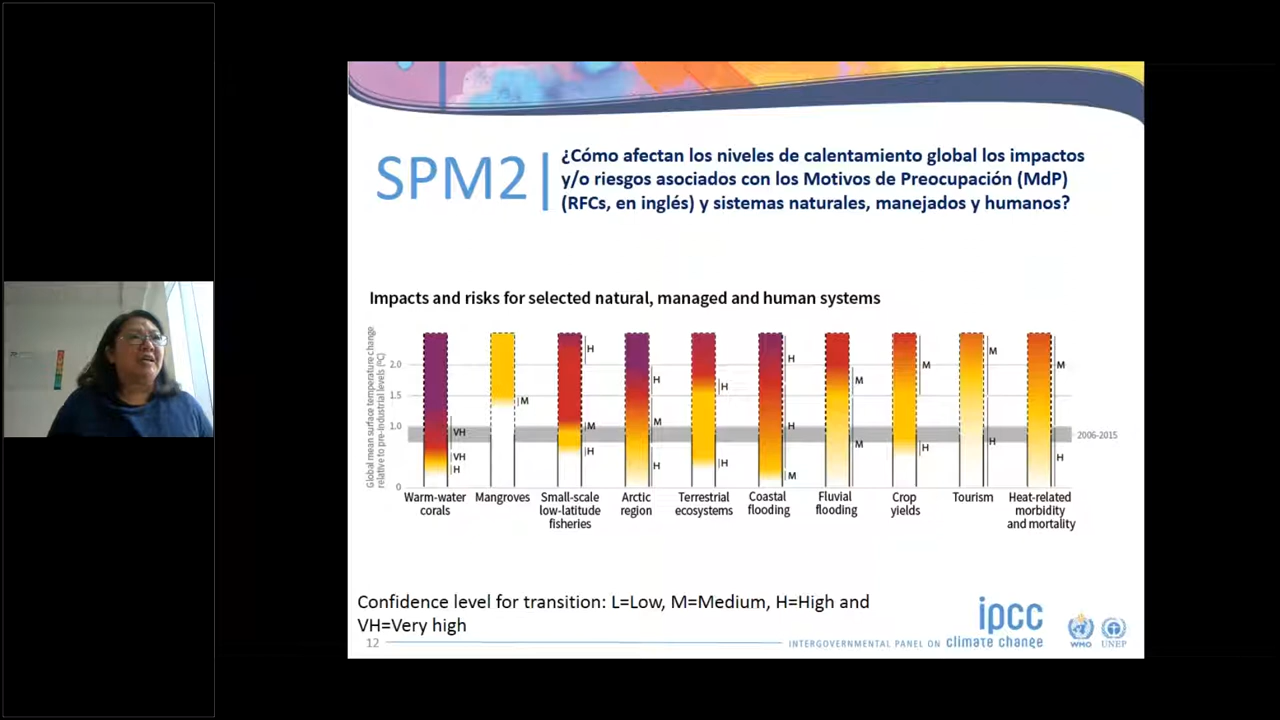 SPM2
¿Cómo afectan los niveles de calentamiento global los impactos
y/o riesgos asociados con los Motivos de Preocupación (MdP)
(RFCs, en inglés) y sistemas naturales, manejados y humanos?
Impacts and risks for selected natural, managed and human systems
Global mean surface temperature change
relative to pre-industrial levels (ºC)
2.0
1.5
1.0
0
2006-2015
VH
VH
H
M
H
M
H
H
M
H
H
H
H
H
M
M
M
M
H
M
H
M
H
Warm-water
corals
Mangroves
Small-scale
low-latitude
fisheries
Arctic
region
Terrestrial
ecosystems
Coastal
flooding
Fluvial
flooding
Crop
yields
Tourism
Heat-related
morbidity
and mortality
Confidence level for transition: L=Low, M=Medium, H=High and
VH=Very high
12
INTERGOVERNMENTAL PANEL ON climate change
ipcc
WMO
UNEP